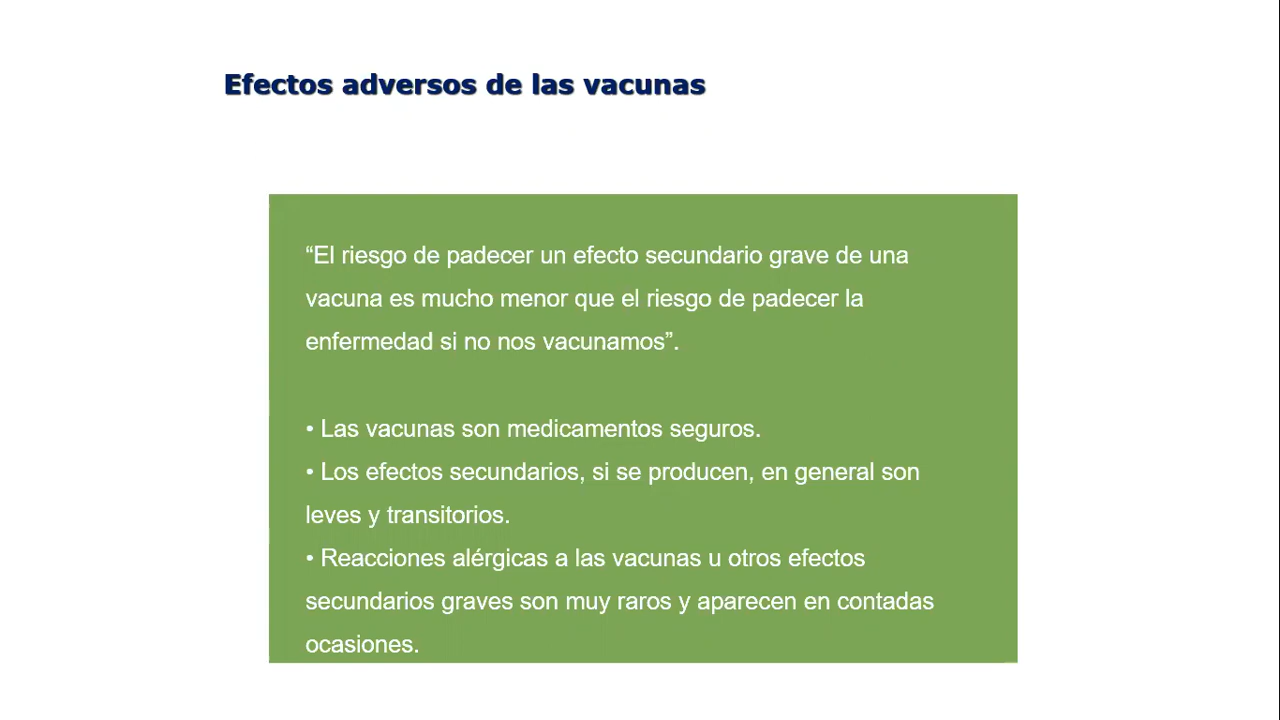 Efectos adversos de las vacunas
“El riesgo de padecer un efecto secundario grave de una
vacuna es mucho menor que el riesgo de padecer la
enfermedad si no nos vacunamos”.
• Las vacunas son medicamentos seguros.
• Los efectos secundarios, si se producen, en general son
leves y transitorios.
• Reacciones alérgicas a las vacunas u otros efectos
secundarios graves son muy raros y aparecen en contadas
ocasiones.